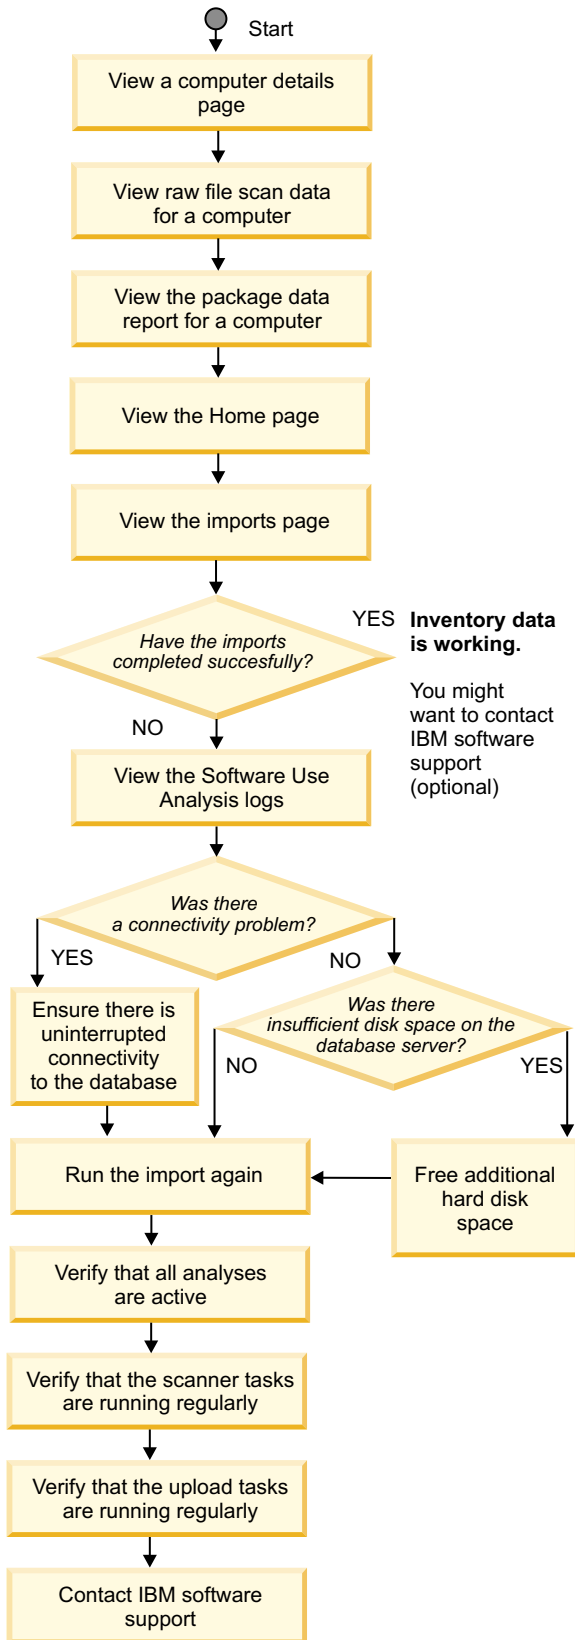 Start
View a computer details
page
View raw file scan data
for a computer
View the package data
report for a computer
View the Home page
View the imports page
Have the imports
completed succesfully?
YES
Inventory data
is working.
You might
want to contact
IBM software
support
(optional)
NO
View the Software Use
Analysis logs
Was there
a connectivity problem?
YES
NO
Ensure there is
uninterrupted
connectivity
to the database
Was there
insufficient disk space on the
database server?
NO
YES
Run the import again
Free additional
hard disk
space
Verify that all analyses
are active
Verify that the scanner tasks
are running regularly
Verify that the upload tasks
are running regularly
Contact IBM software
support